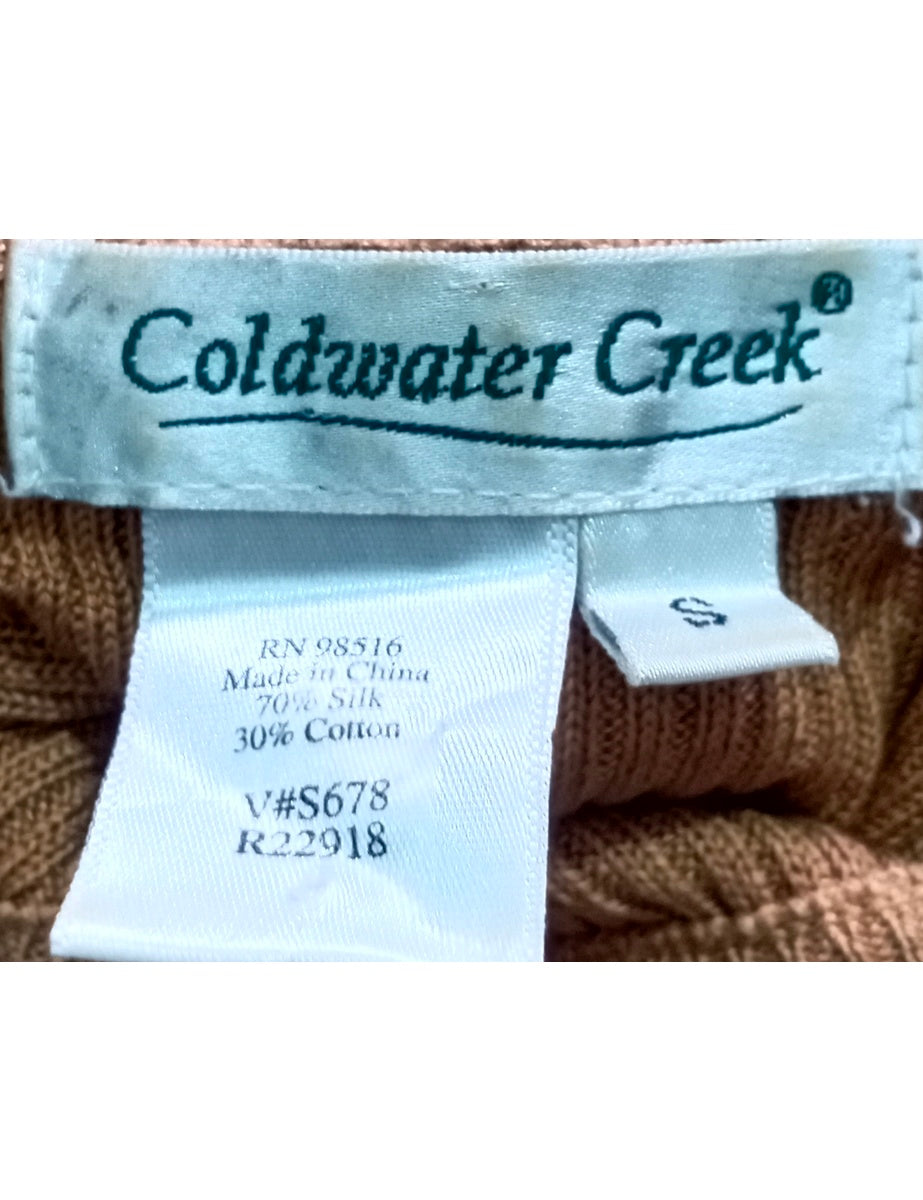 Coldwater Creek®
S
RN 98516
Made in China
70% Silk
30% Cotton
V#S678
R22918